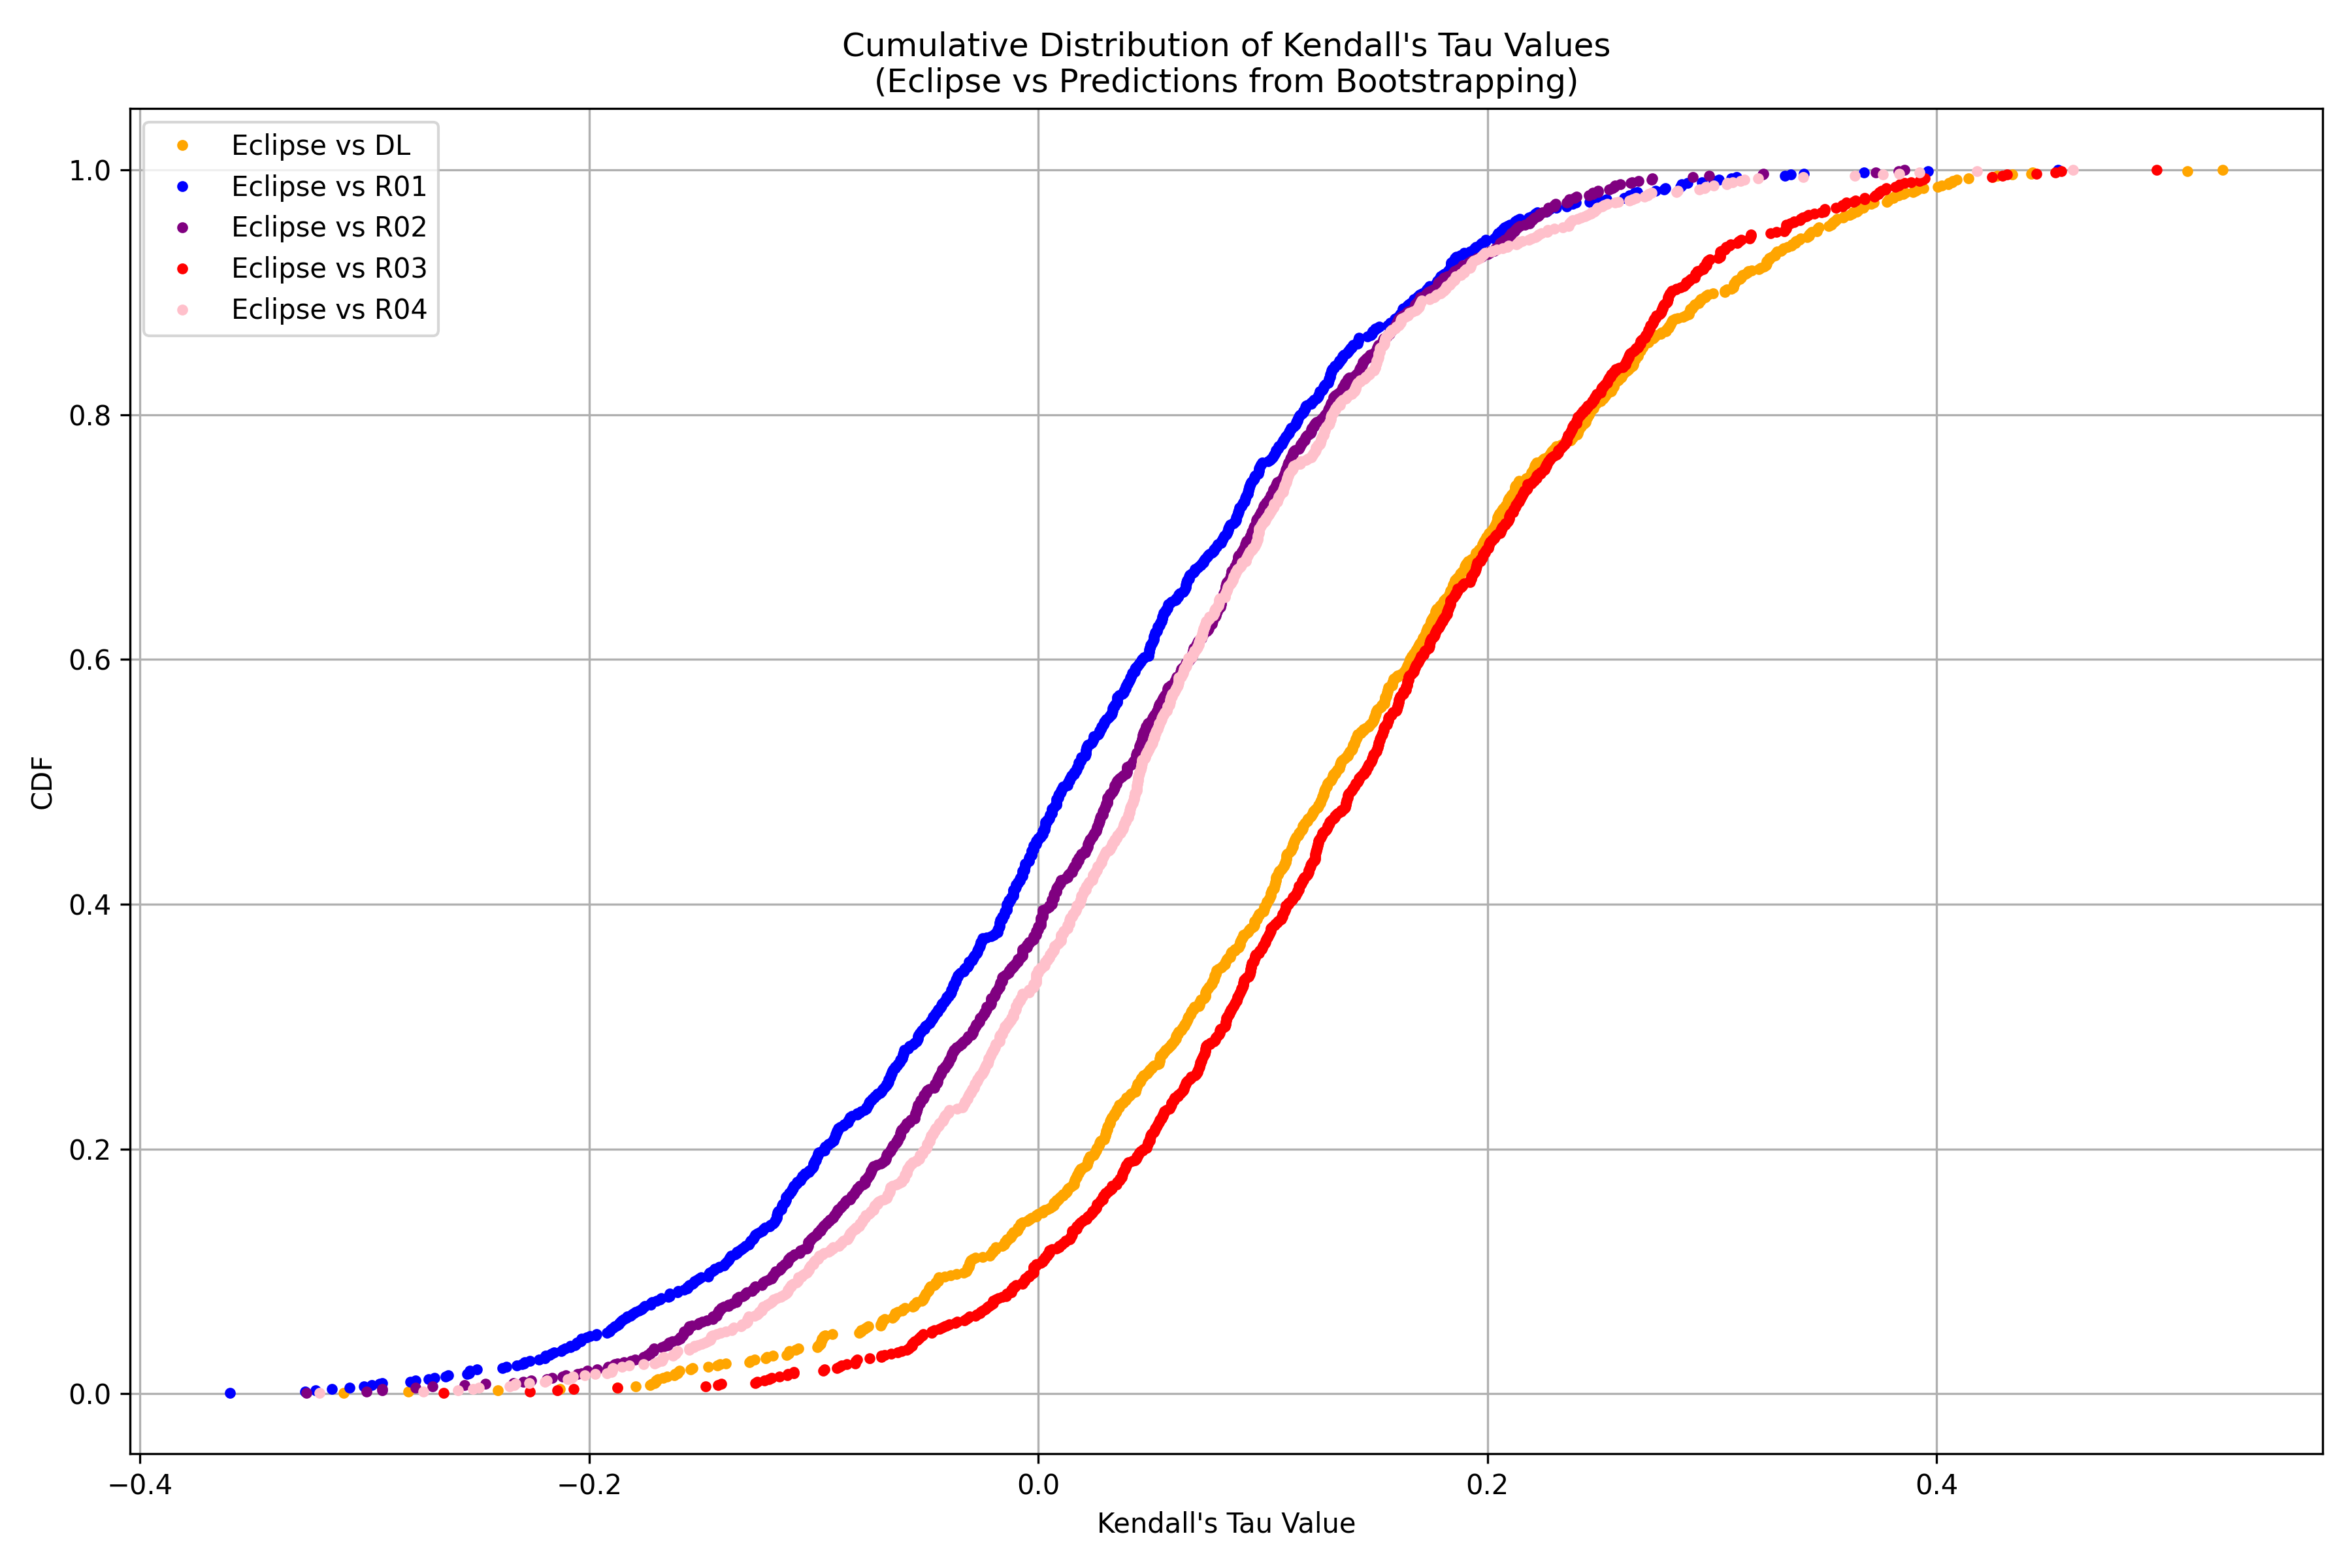 Cumulative Distribution of Kendall's Tau Values
(Eclipse vs Predictions from Bootstrapping)
Eclipse vs DL
Eclipse vs R01
Eclipse vs R02
Eclipse vs R03
Eclipse vs R04
1.0
0.8
0.6
0.4
0.2
0.0
CDF
−0.4
−0.2
0.0
0.2
0.4
Kendall's Tau Value